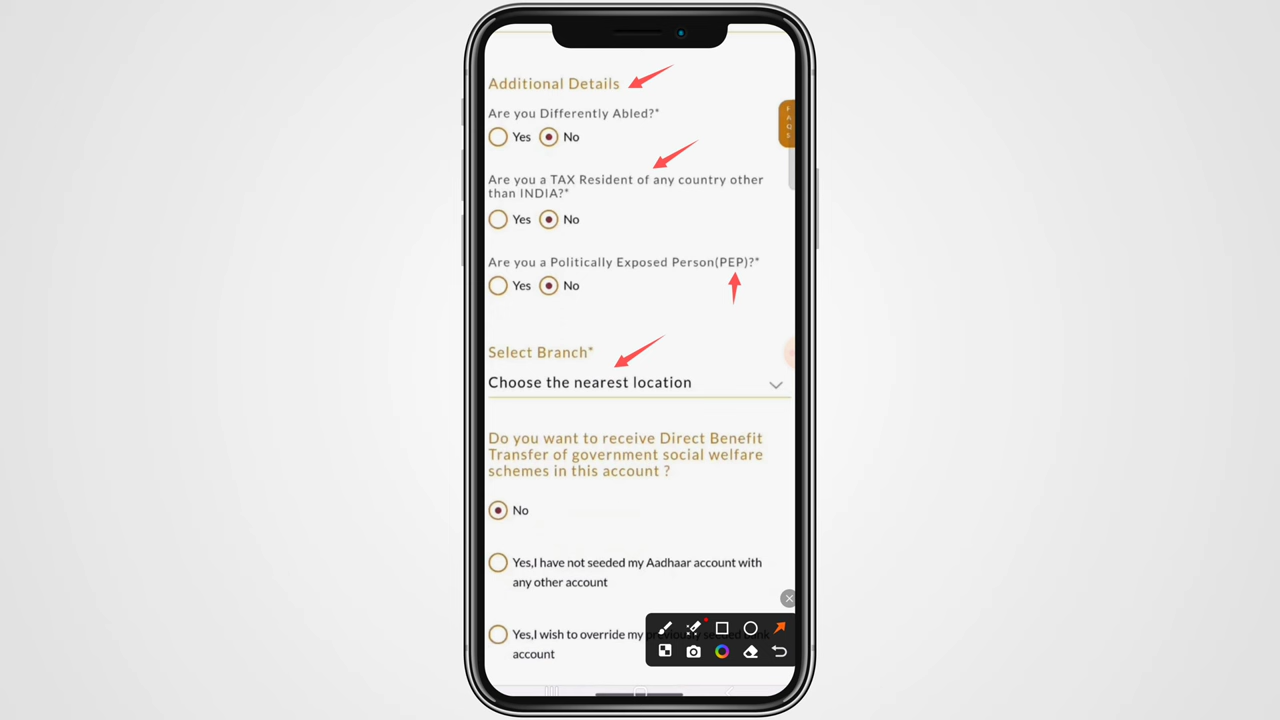 Additional Details
Are you Differently Abled?*
Yes No
FAQS
Are you a TAX Resident of any country other
than INDIA?*
Yes No
Are you a Politically Exposed Person(PEP)?*
Yes No
Select Branch*
Choose the nearest location
Do you want to receive Direct Benefit
Transfer of government social welfare
schemes in this account ?
No
Yes,I have not seeded my Aadhaar account with
any other account
Yes,I wish to override my previously seeded bank
account